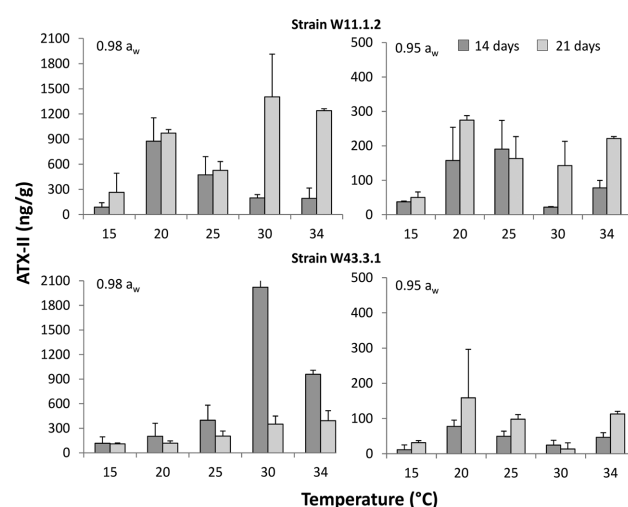 Strain W11.1.2
0.98 aw
2100
1800
1500
1200
900
600
300
0
15 20 25 30 34
0.95 aw
14 days 21 days
500
400
300
200
100
0
15 20 25 30 34
ATX-II (ng/g)
Strain W43.3.1
0.98 aw
2100
1800
1500
1200
900
600
300
0
15 20 25 30 34
0.95 aw
500
400
300
200
100
0
15 20 25 30 34
Temperature (°C)